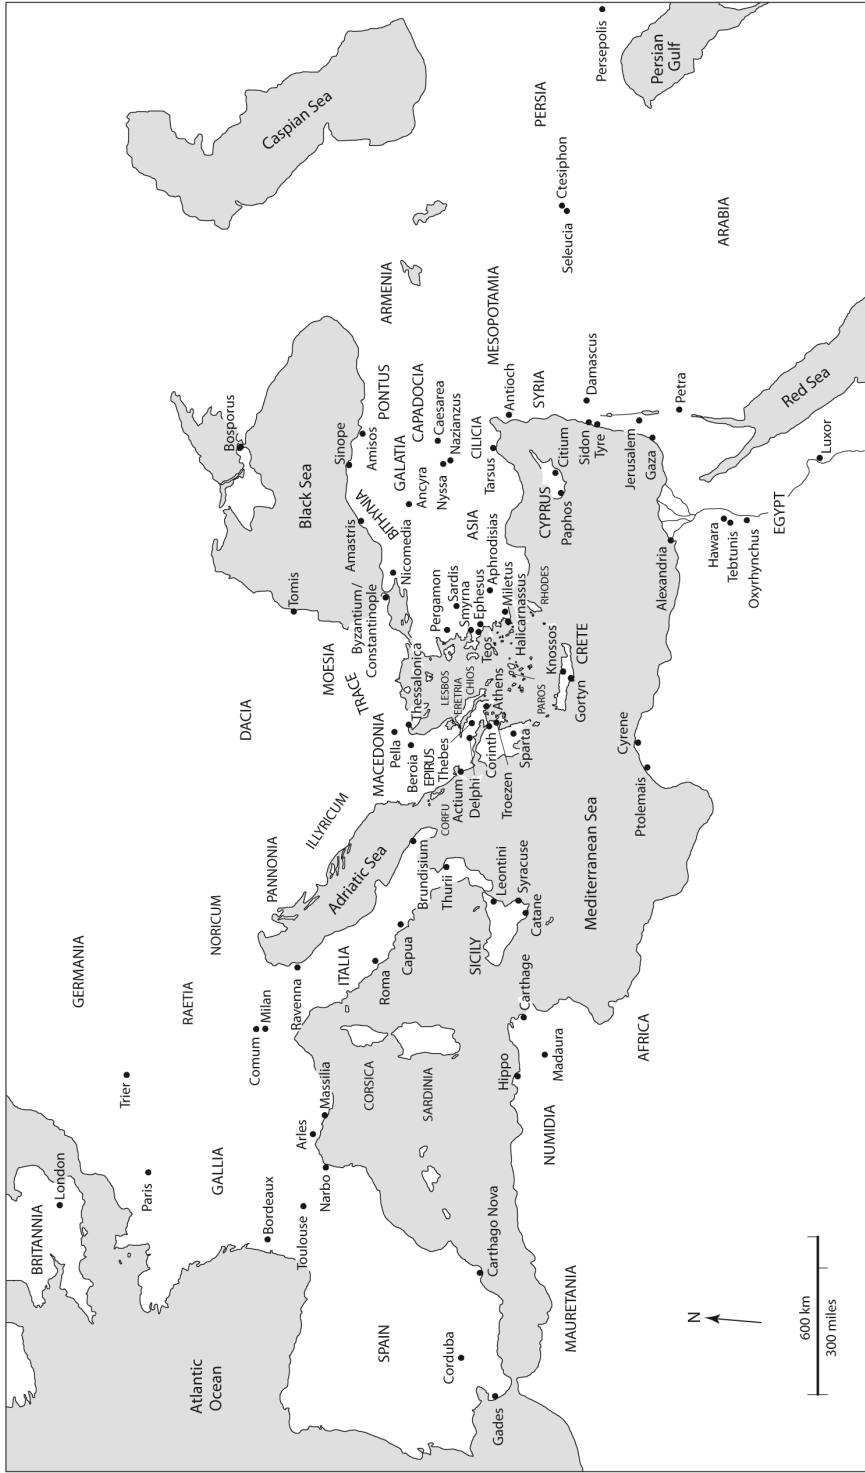 Atlantic
Ocean
BRITANNIA
London
Paris
Trier
GERMANIA
GALLIA
RAETIA
NORICUM
Bordeaux
Toulouse
Narbo
Arles
Massilia
Comum
Milan
Ravenna
PANNONIA
ILLYRICUM
DACIA
MOESIA
TRACE
Adriatic Sea
ITALIA
Roma
Capua
Brundisium
Thurii
CORSICA
SARDINIA
SICILY
Leontini
Syracuse
Catane
SPAIN
Corduba
Gades
Carthago Nova
MAURETANIA
NUMIDIA
Hippo
Madaura
Carthage
AFRICA
Mediterranean Sea
MACEDONIA
Pella
Beroia
Thessalonica
EPIRUS
CORFU
Actium
Delphi
Thebes
ERETRIA
Athens
Corinth
Troezen
Sparta
LESBOS
CHIOS
PAROS
RHODES
Knossos
CRETE
Gortyn
Cyrene
Ptolemais
Black Sea
Tomis
Bosporus
Byzantium/
Constantinople
Nicomedia
BITHYNIA
Amastris
Sinope
Amisos
PONTUS
GALATIA
Ancyra
CAPADOCIA
Caesarea
Nyssa
Nazianzus
CILICIA
Tarsus
ASIA
Pergamon
Sardis
Smyrna
Ephesus
Aphrodisias
Teos
Miletus
Halicarnassus
ARMENIA
Caspian Sea
MESOPOTAMIA
Antioch
SYRIA
CYPRUS
Citium
Paphos
Damascus
Sidon
Tyre
Jerusalem
Gaza
Petra
Seleucia
Ctesiphon
PERSIA
Persepolis
Persian
Gulf
ARABIA
Red Sea
Alexandria
Hawara
Tebtunis
Oxyrhynchus
EGYPT
Luxor
N
600 km
300 miles